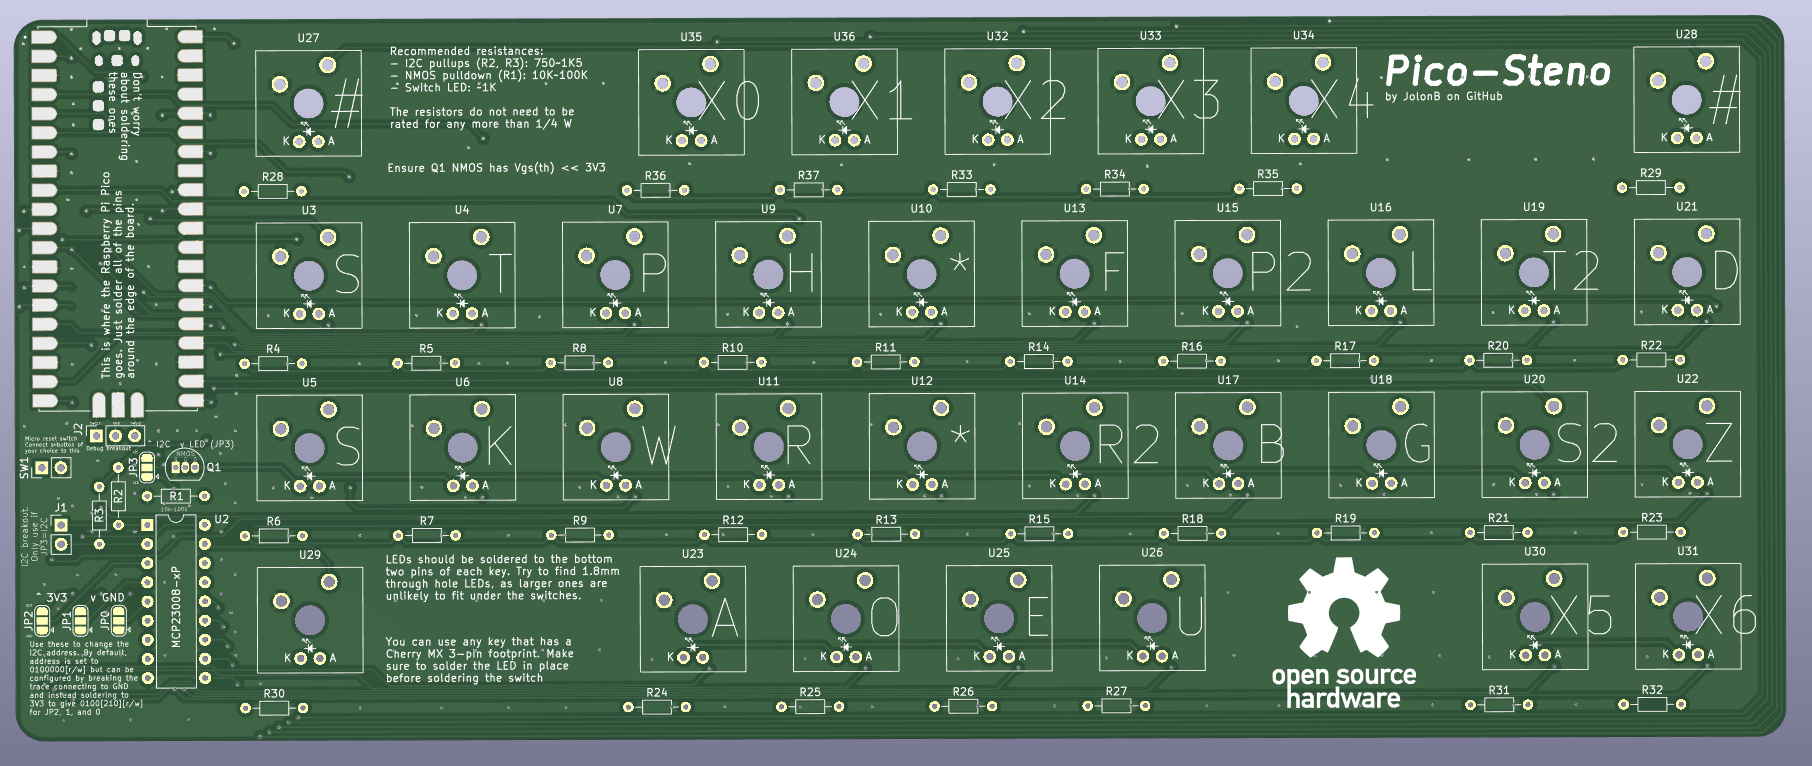 Don't worry
about soldering
these ones
This is where the Raspberry Pi Pico
goes. Just solder all of the pins
around the edge of the board.
Recommended resistances:
- I2C pullups (R2, R3): 750~1K5
- NMOS pulldown (R1): 10K~100K
- Switch LED: ~1K
The resistors do not need to be
rated for any more than 1/4 W
Ensure Q1 NMOS has Vgs(th) << 3V3
Pico-Steno
by JolonB on GitHub
U27 U35 U36 U32 U33 U34 U28
# X0 X1 X2 X3 X4 #
K A K A K A K A K A K A K A
R28 R36 R37 R33 R34 R35 R29
U3 U4 U7 U9 U10 U13 U15 U16 U19 U21
S T P H * F P2 L T2 D
K A K A K A K A K A K A K A K A K A K A
R4 R5 R8 R10 R11 R14 R16 R17 R20 R22
U5 U6 U8 U11 U12 U14 U17 U18 U20 U22
S K W R * R2 B G S2 Z
K A K A K A K A K A K A K A K A K A K A
R6 R7 R9 R12 R13 R15 R18 R19 R21 R23
U29 U23 U24 U25 U26 U30 U31
A O E U X5 X6
K A K A K A K A K A K A K A
R30 R24 R25 R26 R27 R31 R32
LEDs should be soldered to the bottom
two pins of each key. Try to find 1.8mm
through hole LEDs, as larger ones are
unlikely to fit under the switches.
You can use any key that has a
Cherry MX 3-pin footprint. Make
sure to solder the LED in place
before soldering the switch
open source
hardware
J2
Debug breakout
Micro reset switch
Connect a button of
your choice to this
SW1
^ I2C v LED (JP3)
JP3
NMOS
Q1
R1
10k~100k
R2
R3
J1
I2C breakout.
Only use if
JP3=I2C
U2
MCP23008-xP
^ 3V3 v GND
JP2 JP1 JP0
Use these to change the
I2C address. By default,
address is set to
0100000[r/w] but can be
configured by breaking the
trace connecting to GND
and instead soldering to
3V3 to give 0100[210][r/w]
for JP2, 1, and 0